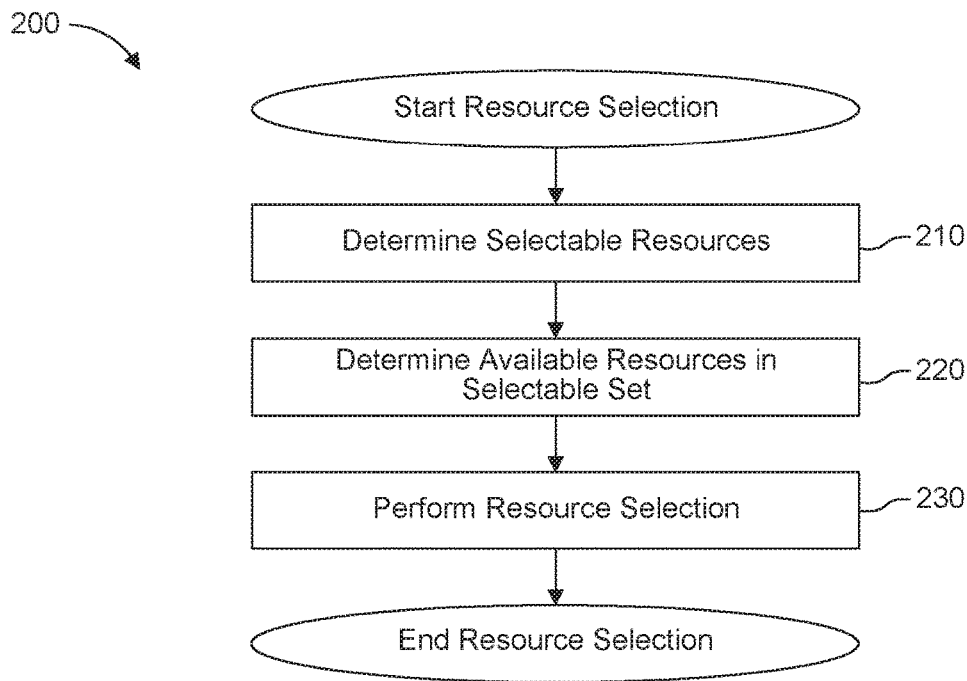 200
Start Resource Selection
Determine Selectable Resources
210
Determine Available Resources in
Selectable Set
220
Perform Resource Selection
230
End Resource Selection